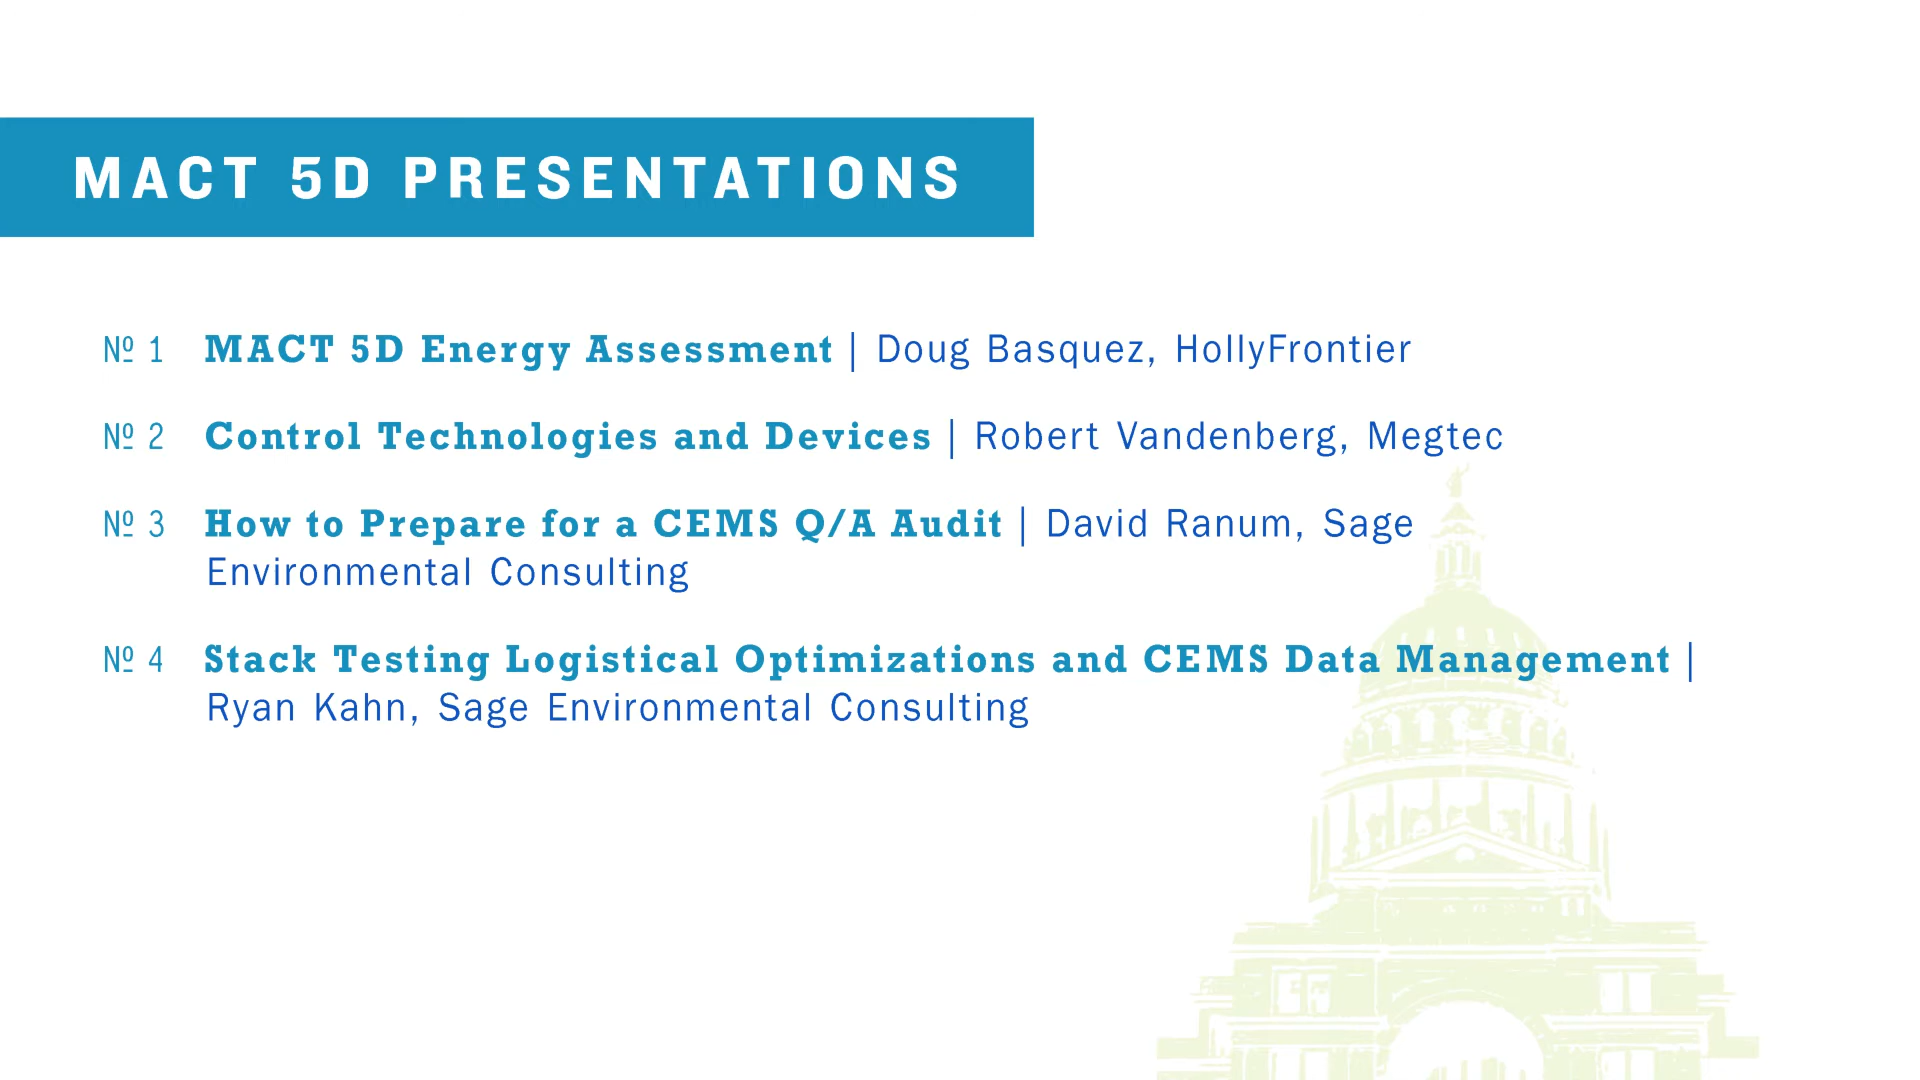 MACT 5D PRESENTATIONS
Nº 1 MACT 5D Energy Assessment | Doug Basquez, HollyFrontier
Nº 2 Control Technologies and Devices | Robert Vandenberg, Megtec
Nº 3 How to Prepare for a CEMS Q/A Audit | David Ranum, Sage
Environmental Consulting
Nº 4 Stack Testing Logistical Optimizations and CEMS Data Management |
Ryan Kahn, Sage Environmental Consulting